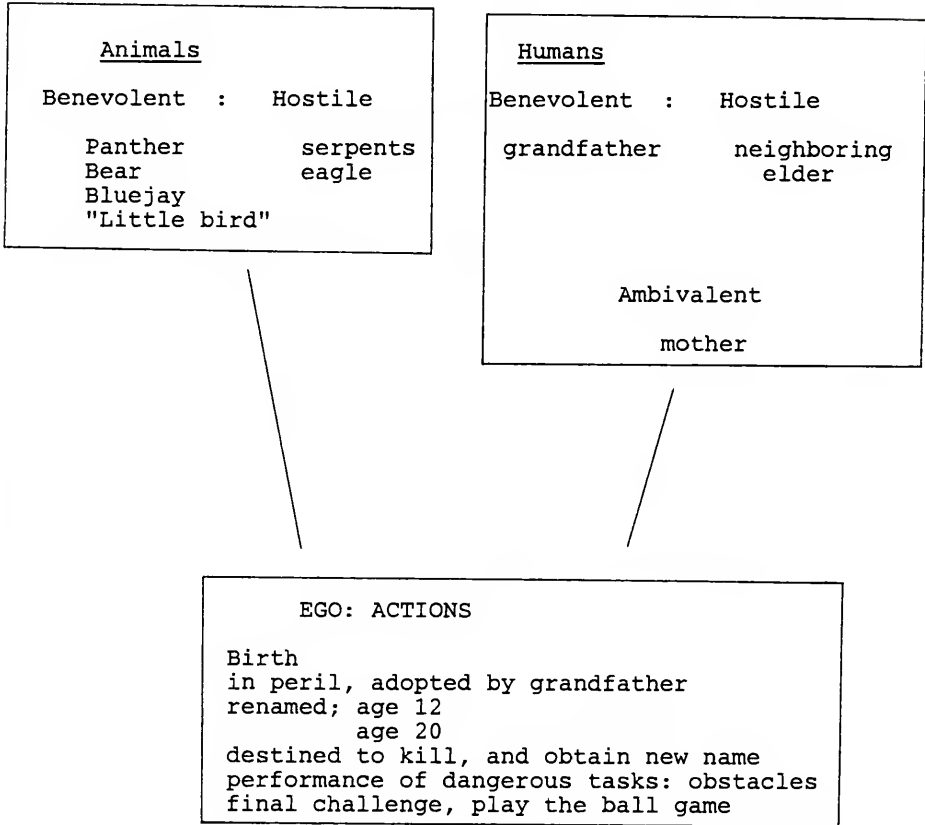 Animals
Benevolent : Hostile
Panther serpents
Bear eagle
Bluejay
"Little bird"
Humans
Benevolent : Hostile
grandfather neighboring
elder
Ambivalent
mother
EGO: ACTIONS
Birth
in peril, adopted by grandfather
renamed; age 12
age 20
destined to kill, and obtain new name
performance of dangerous tasks: obstacles
final challenge, play the ball game